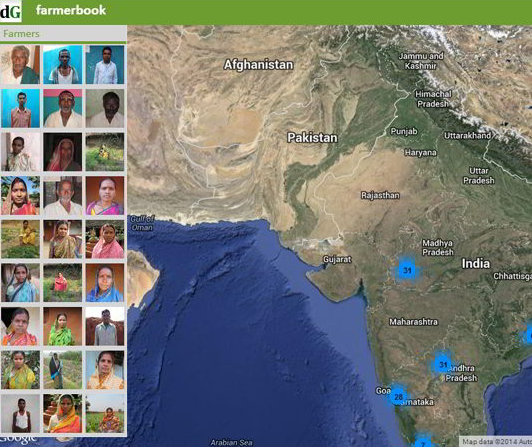 dG farmerbook
Farmers
Afghanistan
Jammu and
Kashmir
Himachal
Pradesh
Pakistan
Punjab
Uttarakhand
Haryana
Uttar
Pradesh
Rajasthan
Gulf of
Oman
Madhya
Pradesh
India
Gujarat
31
Chhattisga
Maharashtra
31
Andhra
Pradesh
Goa
28
rnataka
7
Google
Arabian Sea
Map data ©2014 Aut